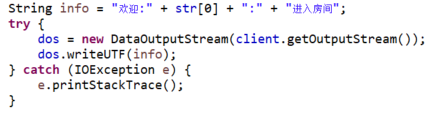 String info = "欢迎:" + str[0] + ":" + "进入房间";
try {
    dos = new DataOutputStream(client.getOutputStream());
    dos.writeUTF(info);
} catch (IOException e) {
    e.printStackTrace();
}